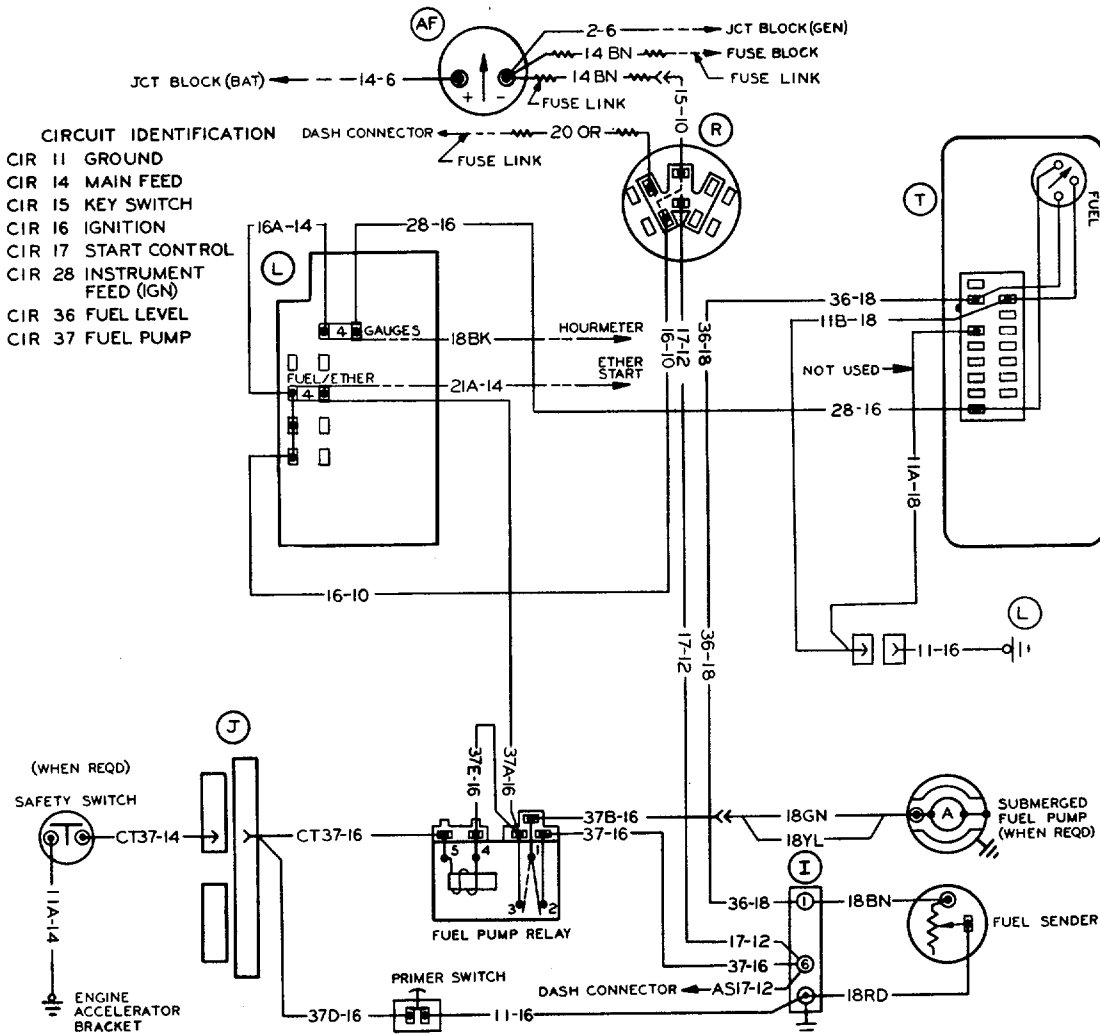 AF
2-6
JCT BLOCK (GEN)
14 BN
FUSE BLOCK
JCT BLOCK (BAT)
14-6
+
-
14 BN
FUSE LINK
FUSE LINK
15-10
CIRCUIT IDENTIFICATION
CIR 11 GROUND
CIR 14 MAIN FEED
CIR 15 KEY SWITCH
CIR 16 IGNITION
CIR 17 START CONTROL
CIR 28 INSTRUMENT
FEED (IGN)
CIR 36 FUEL LEVEL
CIR 37 FUEL PUMP
DASH CONNECTOR
20 OR
FUSE LINK
R
T
FUEL
16A-14
28-16
L
4 GAUGES
18BK
HOURMETER
FUEL/ETHER
4
21A-14
ETHER
START
16-10
17-12
36-18
36-18
11B-18
NOT USED
28-16
11A-18
16-10
17-12
36-18
L
11-16
J
(WHEN REQD)
SAFETY SWITCH
CT37-14
CT37-16
11A-14
ENGINE
ACCELERATOR
BRACKET
37E-16
37A-16
37B-16
37-16
5
4
1
3
2
FUEL PUMP RELAY
18GN
18YL
A
SUBMERGED
FUEL PUMP
(WHEN REQD)
I
36-18
1
18BN
FUEL SENDER
17-12
37-16
6
DASH CONNECTOR
AS17-12
18RD
PRIMER SWITCH
37D-16
11-16